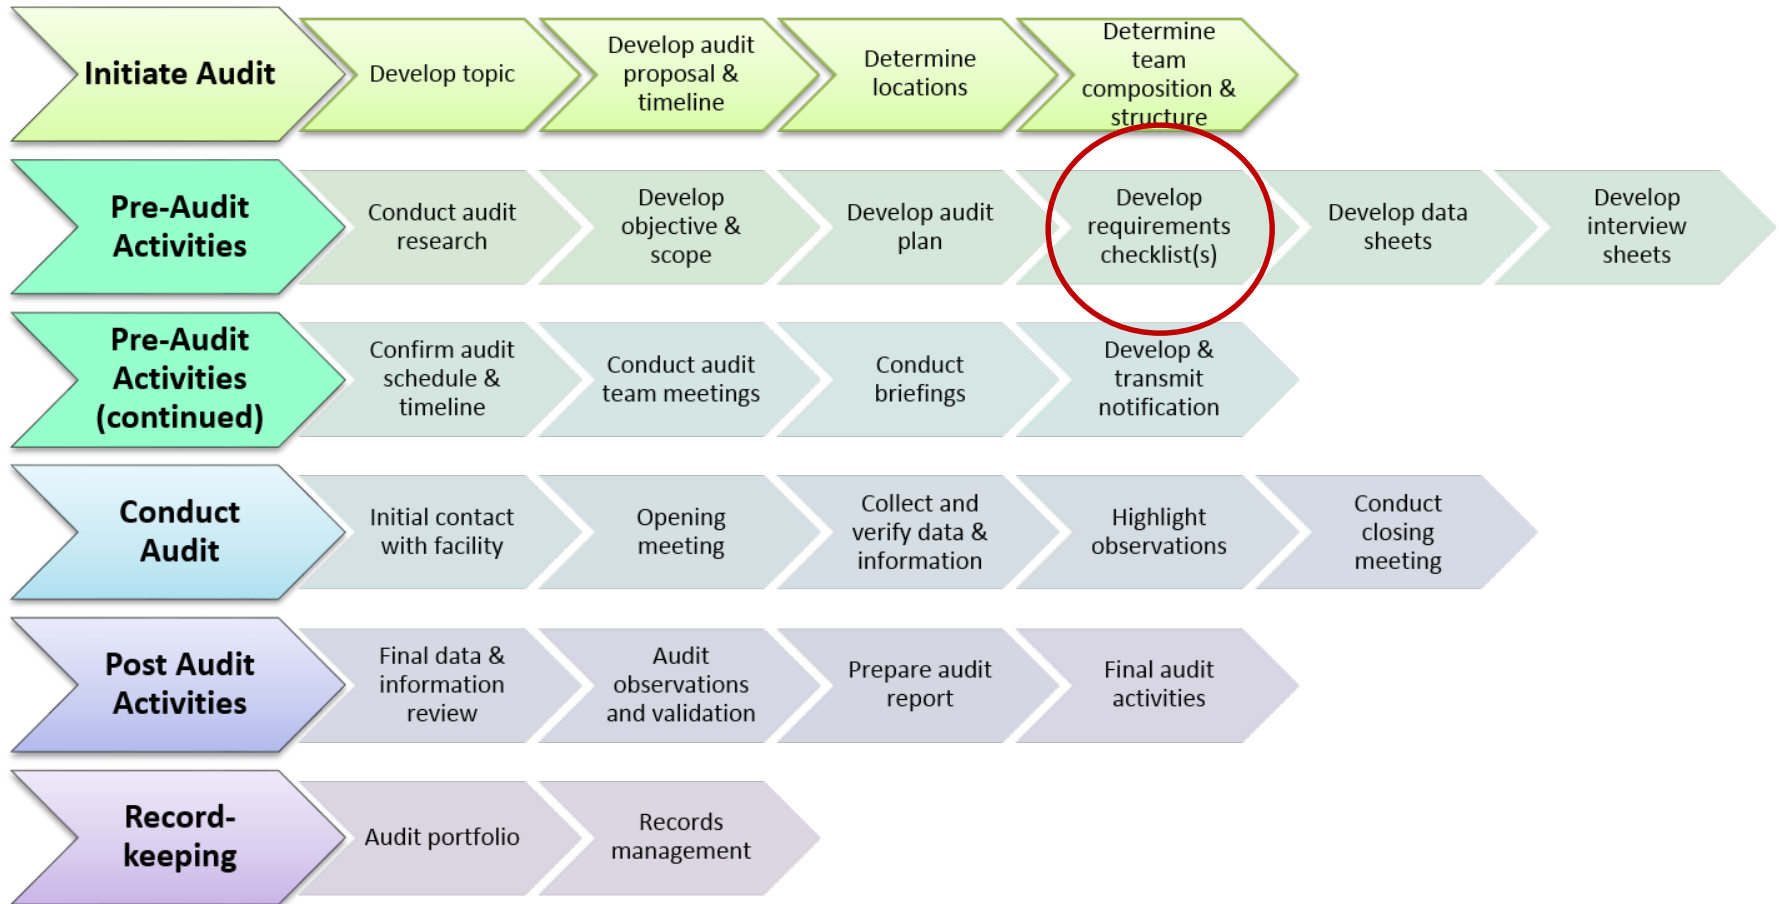 Initiate Audit
Develop topic
Develop audit
proposal &
timeline
Determine
locations
Determine
team
composition &
structure
Pre-Audit
Activities
Conduct audit
research
Develop
objective &
scope
Develop audit
plan
Develop
requirements
checklist(s)
Develop data
sheets
Develop
interview
sheets
Pre-Audit
Activities
(continued)
Confirm audit
schedule &
timeline
Conduct audit
team meetings
Conduct
briefings
Develop &
transmit
notification
Conduct
Audit
Initial contact
with facility
Opening
meeting
Collect and
verify data &
information
Highlight
observations
Conduct
closing
meeting
Post Audit
Activities
Final data &
information
review
Audit
observations
and validation
Prepare audit
report
Final audit
activities
Record-
keeping
Audit portfolio
Records
management